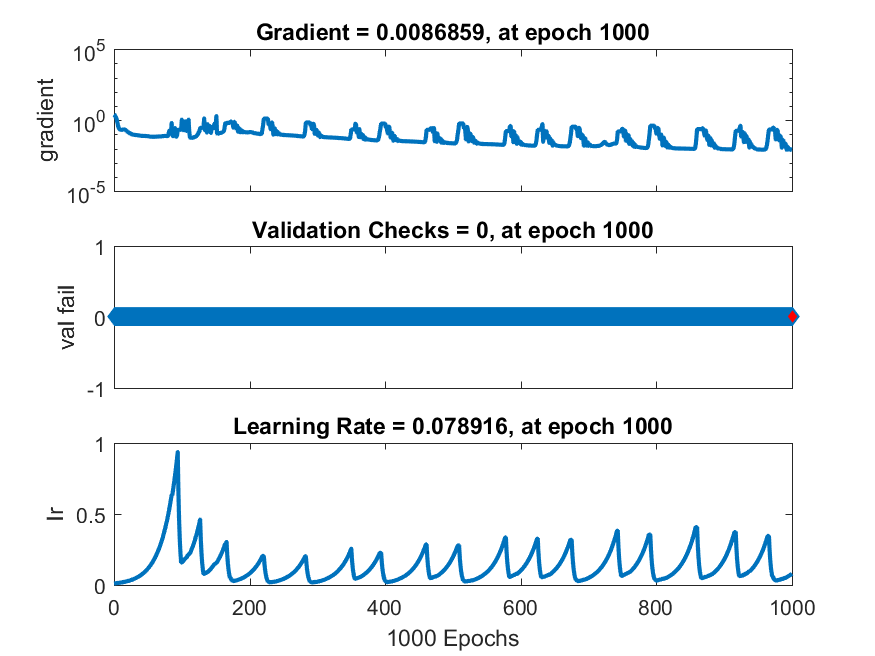 Gradient = 0.0086859, at epoch 1000
10^5
10^0
10^-5
gradient
Validation Checks = 0, at epoch 1000
1
0
-1
val fail
Learning Rate = 0.078916, at epoch 1000
1
0.5
0
lr
0 200 400 600 800 1000
1000 Epochs